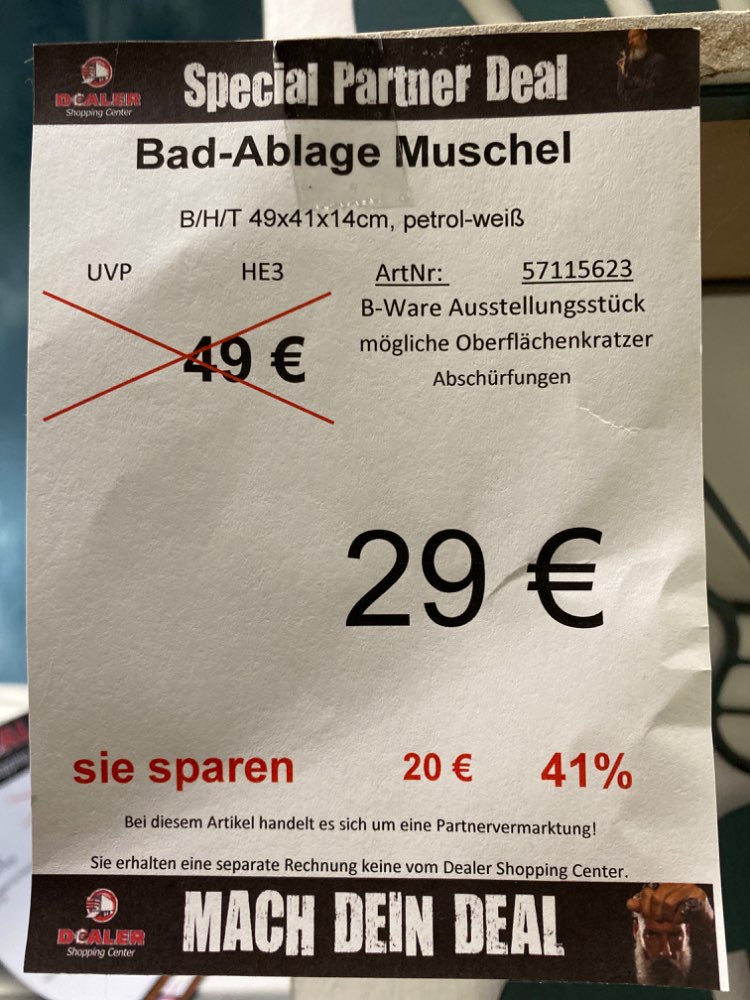 DEALER
Shopping Center
Special Partner Deal
Bad-Ablage Muschel
B/H/T 49x41x14cm, petrol-weiß
UVP HE3 ArtNr: 57115623
B-Ware Ausstellungsstück
49 €
mögliche Oberflächenkratzer
Abschürfungen
29 €
sie sparen 20 € 41%
Bei diesem Artikel handelt es sich um eine Partnervermarktung!
Sie erhalten eine separate Rechnung keine vom Dealer Shopping Center.
DEALER
Shopping Center
MACH DEIN DEAL